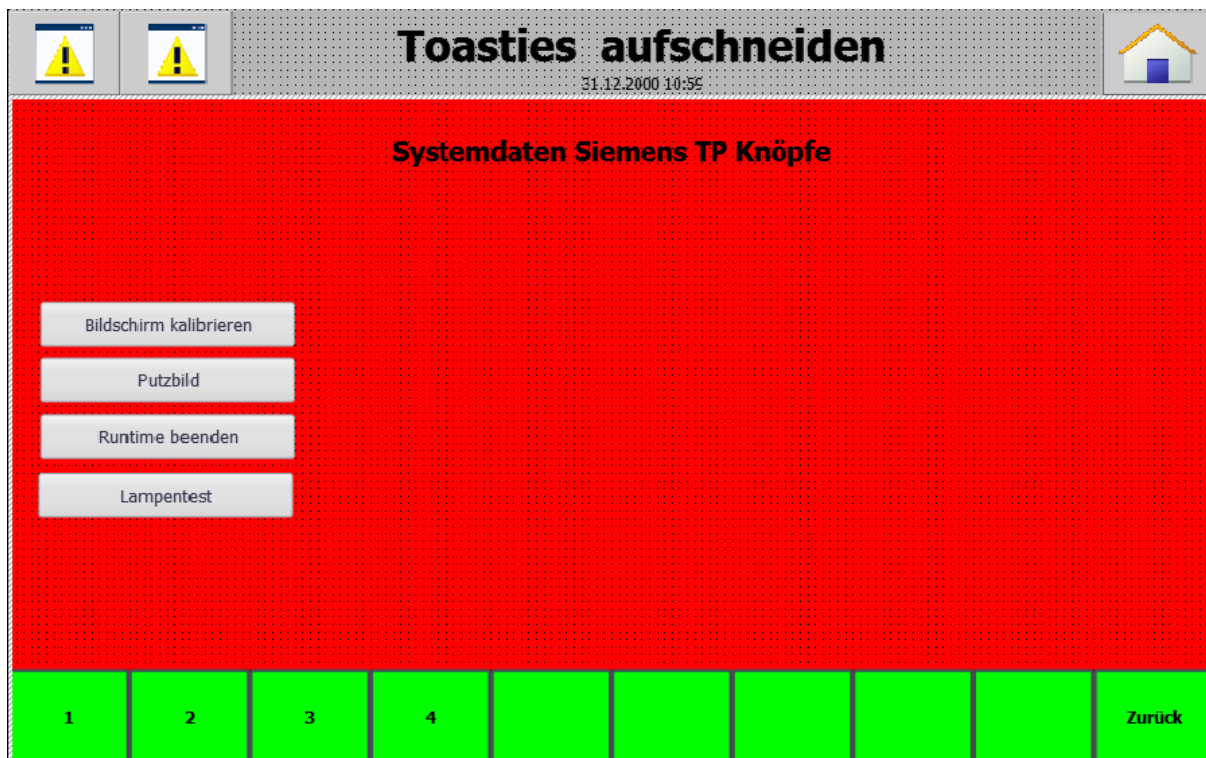 Toasties aufschneiden
31.12.2000 10:59
Systemdaten Siemens TP Knöpfe
Bildschirm kalibrieren
Putzbild
Runtime beenden
Lampentest
1 2 3 4 Zurück